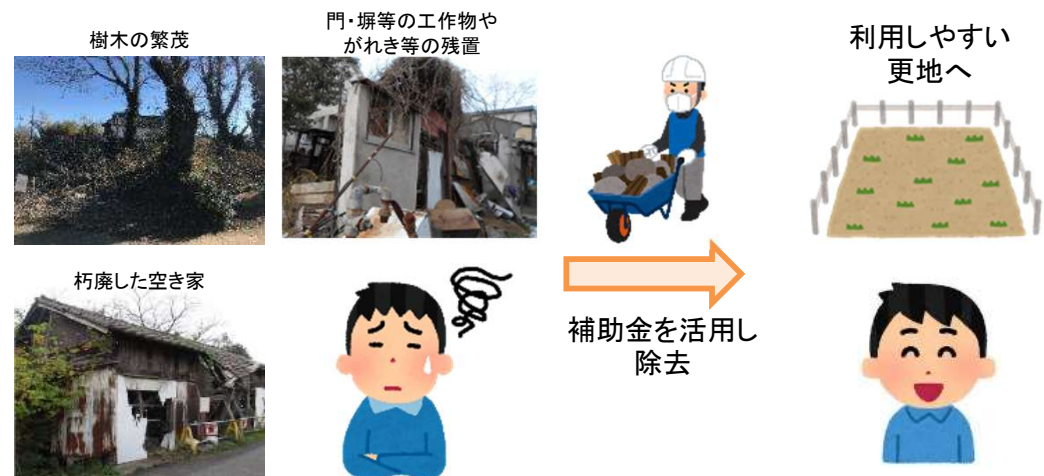 樹木の繁茂
門・塀等の工作物や
がれき等の残置
朽廃した空き家
補助金を活用し
除去
利用しやすい
更地へ